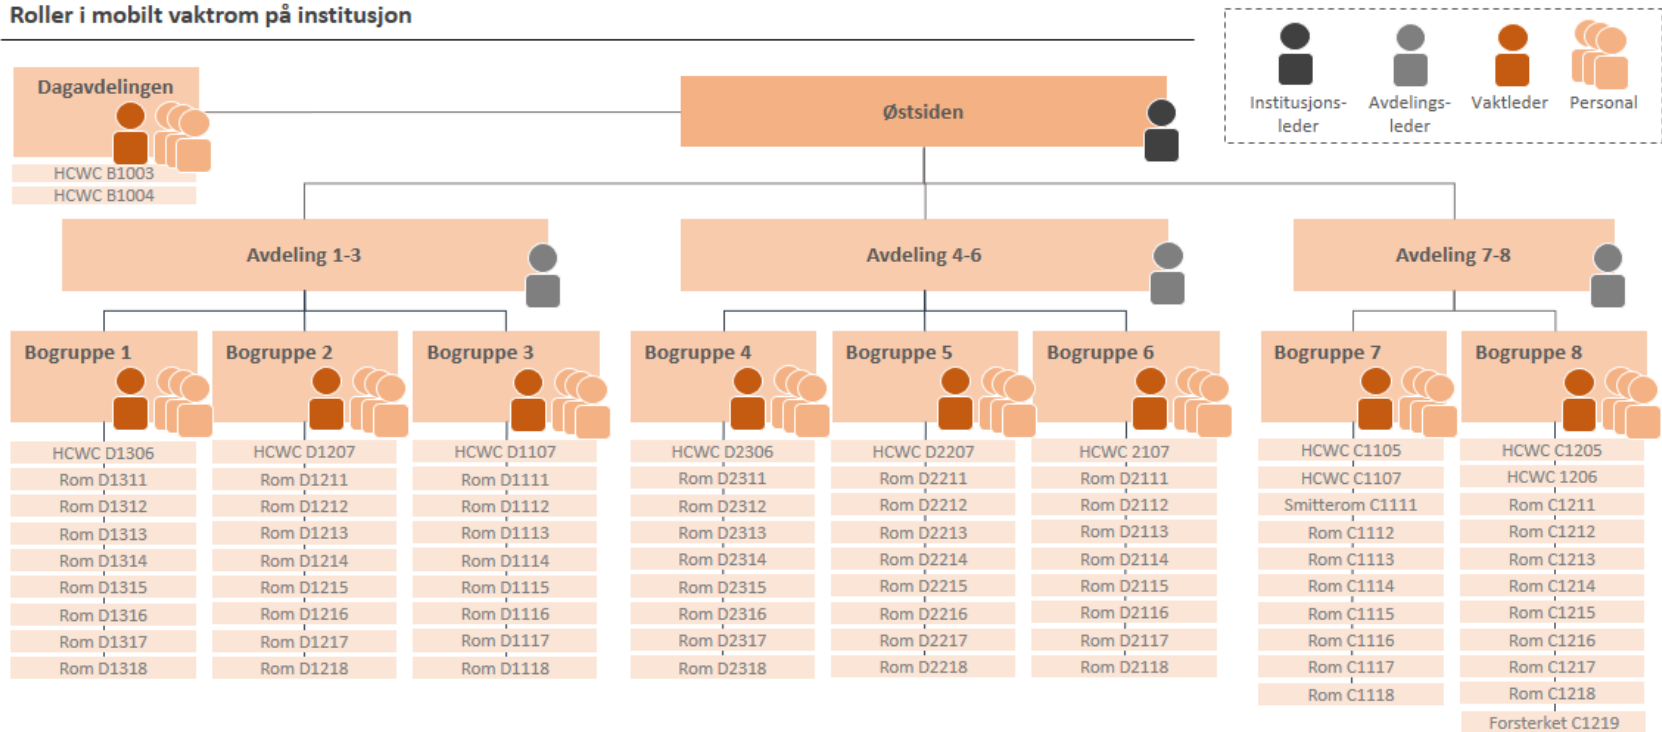 Roller i mobilt vaktrom på institusjon
Institusjons-
leder
Avdelings-
leder
Vaktleder
Personal
Dagavdelingen
HCWC B1003
HCWC B1004
Østsiden
Avdeling 1-3
Avdeling 4-6
Avdeling 7-8
Bogruppe 1
HCWC D1306
Rom D1311
Rom D1312
Rom D1313
Rom D1314
Rom D1315
Rom D1316
Rom D1317
Rom D1318
Bogruppe 2
HCWC D1207
Rom D1211
Rom D1212
Rom D1213
Rom D1214
Rom D1215
Rom D1216
Rom D1217
Rom D1218
Bogruppe 3
HCWC D1107
Rom D1111
Rom D1112
Rom D1113
Rom D1114
Rom D1115
Rom D1116
Rom D1117
Rom D1118
Bogruppe 4
HCWC D2306
Rom D2311
Rom D2312
Rom D2313
Rom D2314
Rom D2315
Rom D2316
Rom D2317
Rom D2318
Bogruppe 5
HCWC D2207
Rom D2211
Rom D2212
Rom D2213
Rom D2214
Rom D2215
Rom D2216
Rom D2217
Rom D2218
Bogruppe 6
HCWC 2107
Rom D2111
Rom D2112
Rom D2113
Rom D2114
Rom D2115
Rom D2116
Rom D2117
Rom D2118
Bogruppe 7
HCWC C1105
HCWC C1107
Smitterom C1111
Rom C1112
Rom C1113
Rom C1114
Rom C1115
Rom C1116
Rom C1117
Rom C1118
Bogruppe 8
HCWC C1205
HCWC 1206
Rom C1211
Rom C1212
Rom C1213
Rom C1214
Rom C1215
Rom C1216
Rom C1217
Rom C1218
Forsterket C1219